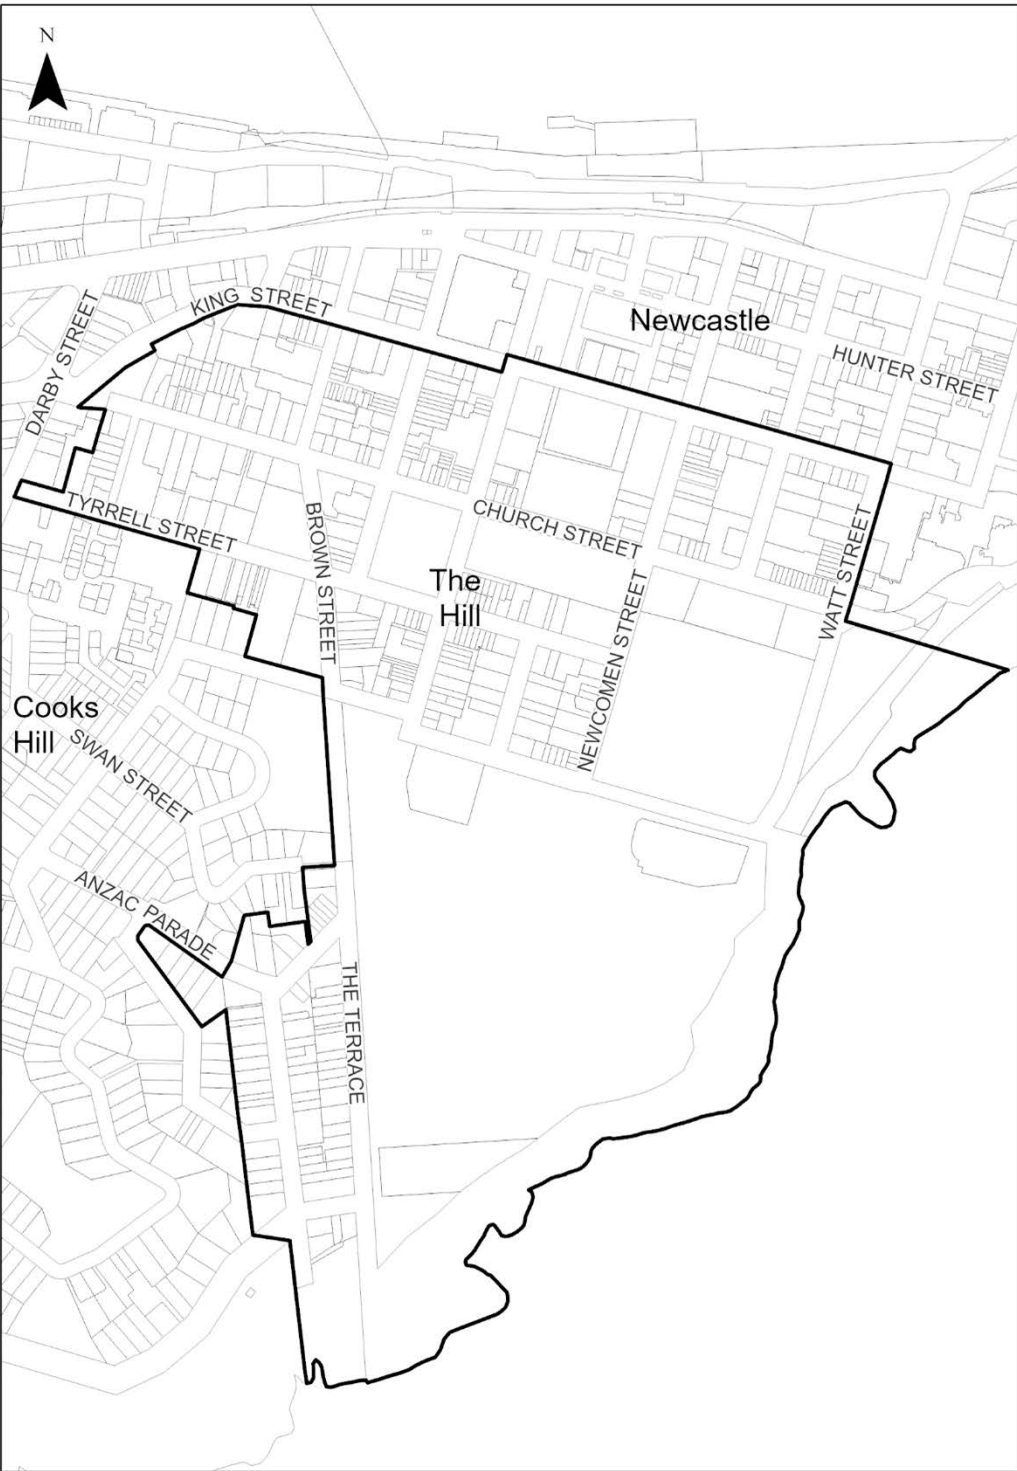 N
KING STREET
DARBY STREET
Newcastle
HUNTER STREET
TYRRELL STREET
BROWN STREET
CHURCH STREET
WATT STREET
The
Hill
NEWCOMEN STREET
Cooks
Hill
SWAN STREET
ANZAC PARADE
THE TERRACE